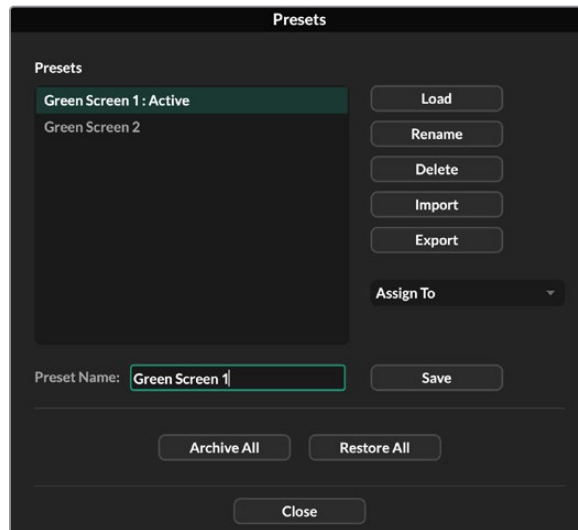 Presets
Presets
Green Screen 1 : Active
Green Screen 2
Load
Rename
Delete
Import
Export
Assign To
Preset Name: Green Screen 1
Save
Archive All Restore All
Close